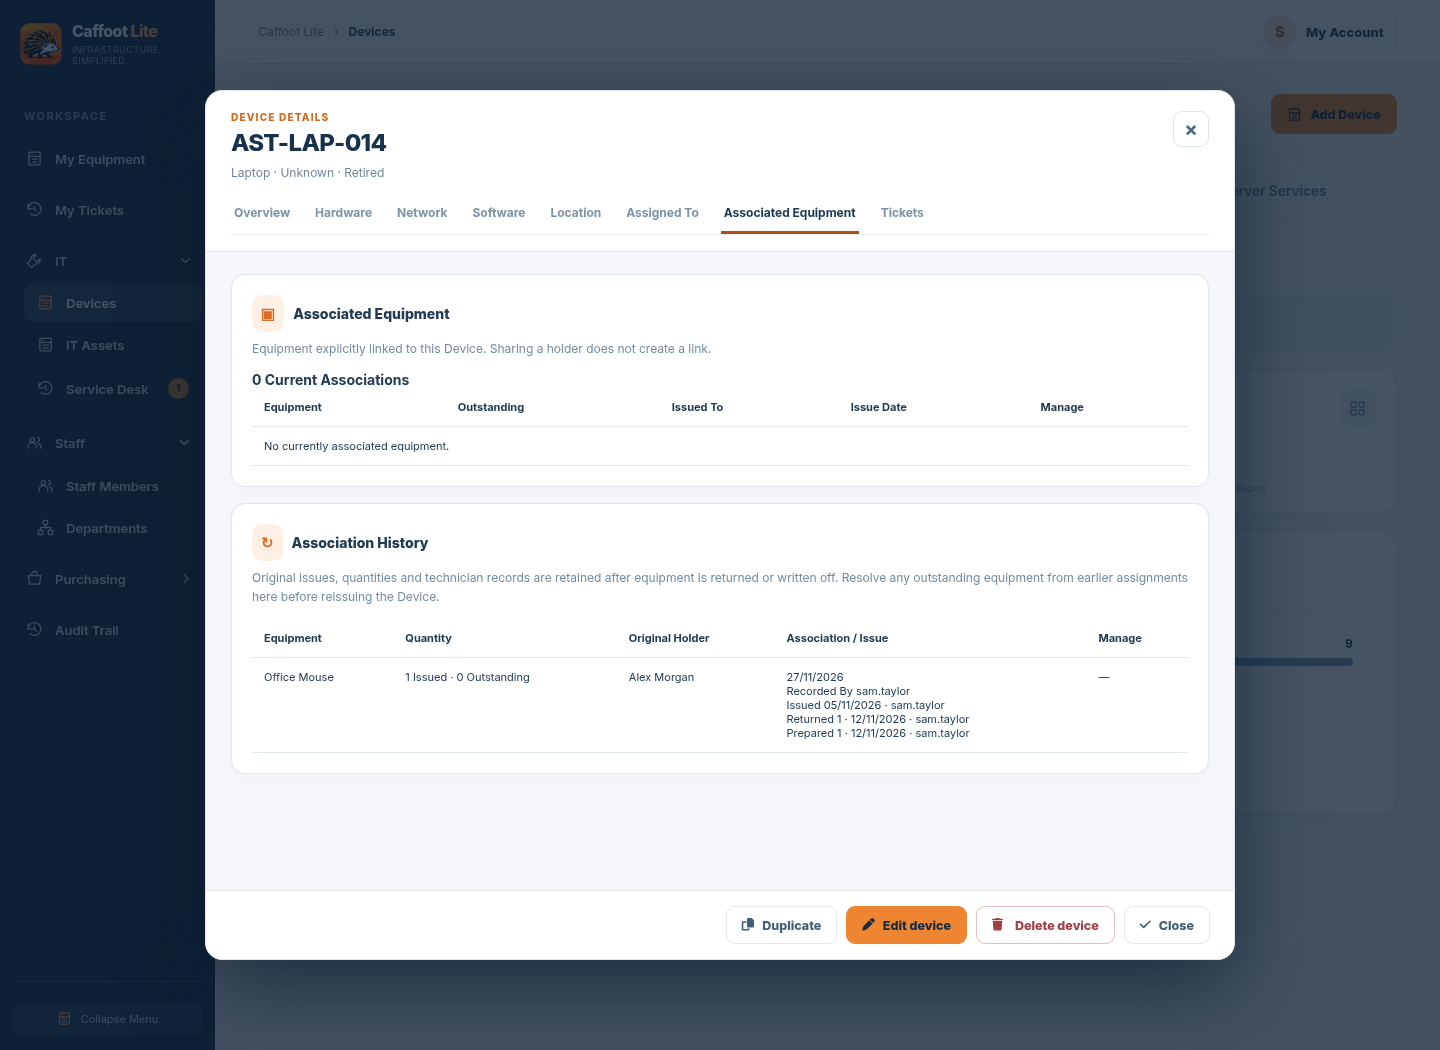 Caffoot Lite
INFRASTRUCTURE, SIMPLIFIED.
Caffoot Lite › Devices
S My Account
WORKSPACE
My Equipment
My Tickets
IT
Devices
IT Assets
Service Desk 1
Staff
Staff Members
Departments
Purchasing
Audit Trail
Collapse Menu
Add Device
Server Services
9
DEVICE DETAILS
AST-LAP-014
×
Laptop · Unknown · Retired
Overview Hardware Network Software Location Assigned To Associated Equipment Tickets
Associated Equipment
Equipment explicitly linked to this Device. Sharing a holder does not create a link.
0 Current Associations
Equipment Outstanding Issued To Issue Date Manage
No currently associated equipment.
Association History
Original issues, quantities and technician records are retained after equipment is returned or written off. Resolve any outstanding equipment from earlier assignments
here before reissuing the Device.
Equipment Quantity Original Holder Association / Issue Manage
Office Mouse 1 Issued · 0 Outstanding Alex Morgan 27/11/2026 —
Recorded By sam.taylor
Issued 05/11/2026 · sam.taylor
Returned 1 · 12/11/2026 · sam.taylor
Prepared 1 · 12/11/2026 · sam.taylor
Duplicate Edit device Delete device Close